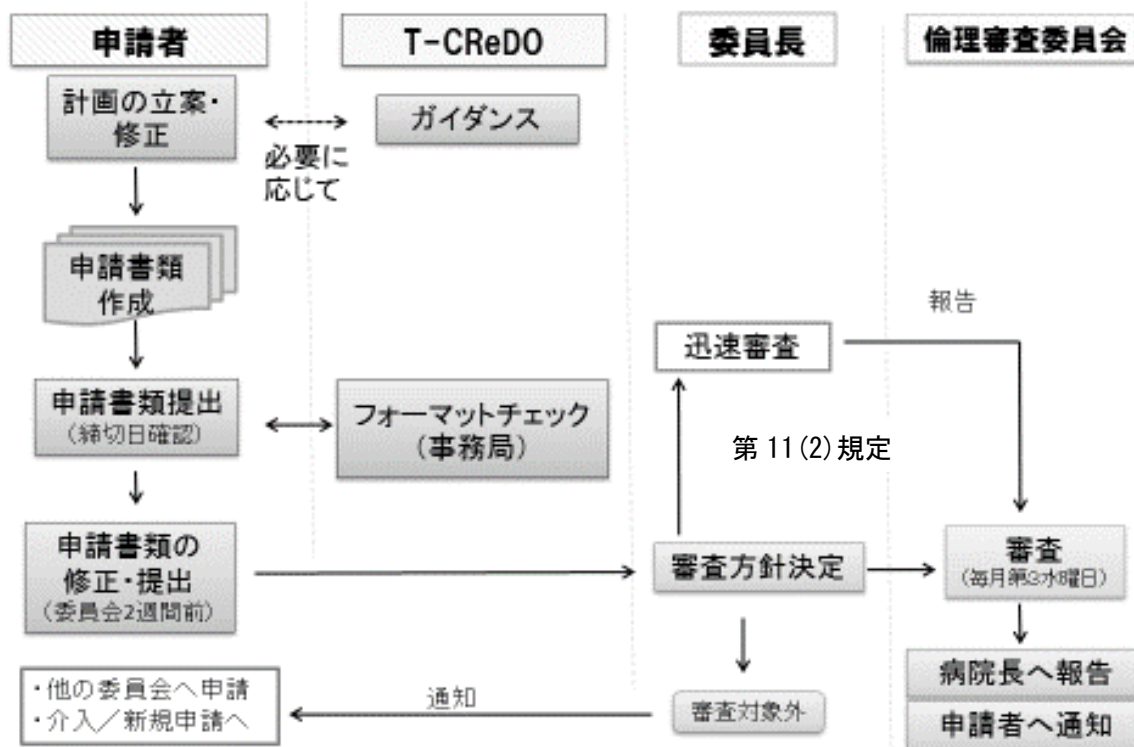 申請者
T-CReDO
委員長
倫理審査委員会
計画の立案・
修正
ガイダンス
必要に
応じて
申請書類
作成
報告
迅速審査
申請書類提出
(締切日確認)
フォーマットチェック
(事務局)
第 11(2)規定
申請書類の
修正・提出
(委員会2週間前)
審査方針決定
審査
(毎月第3水曜日)
・他の委員会へ申請
・介入/新規申請へ
通知
審査対象外
病院長へ報告
申請者へ通知